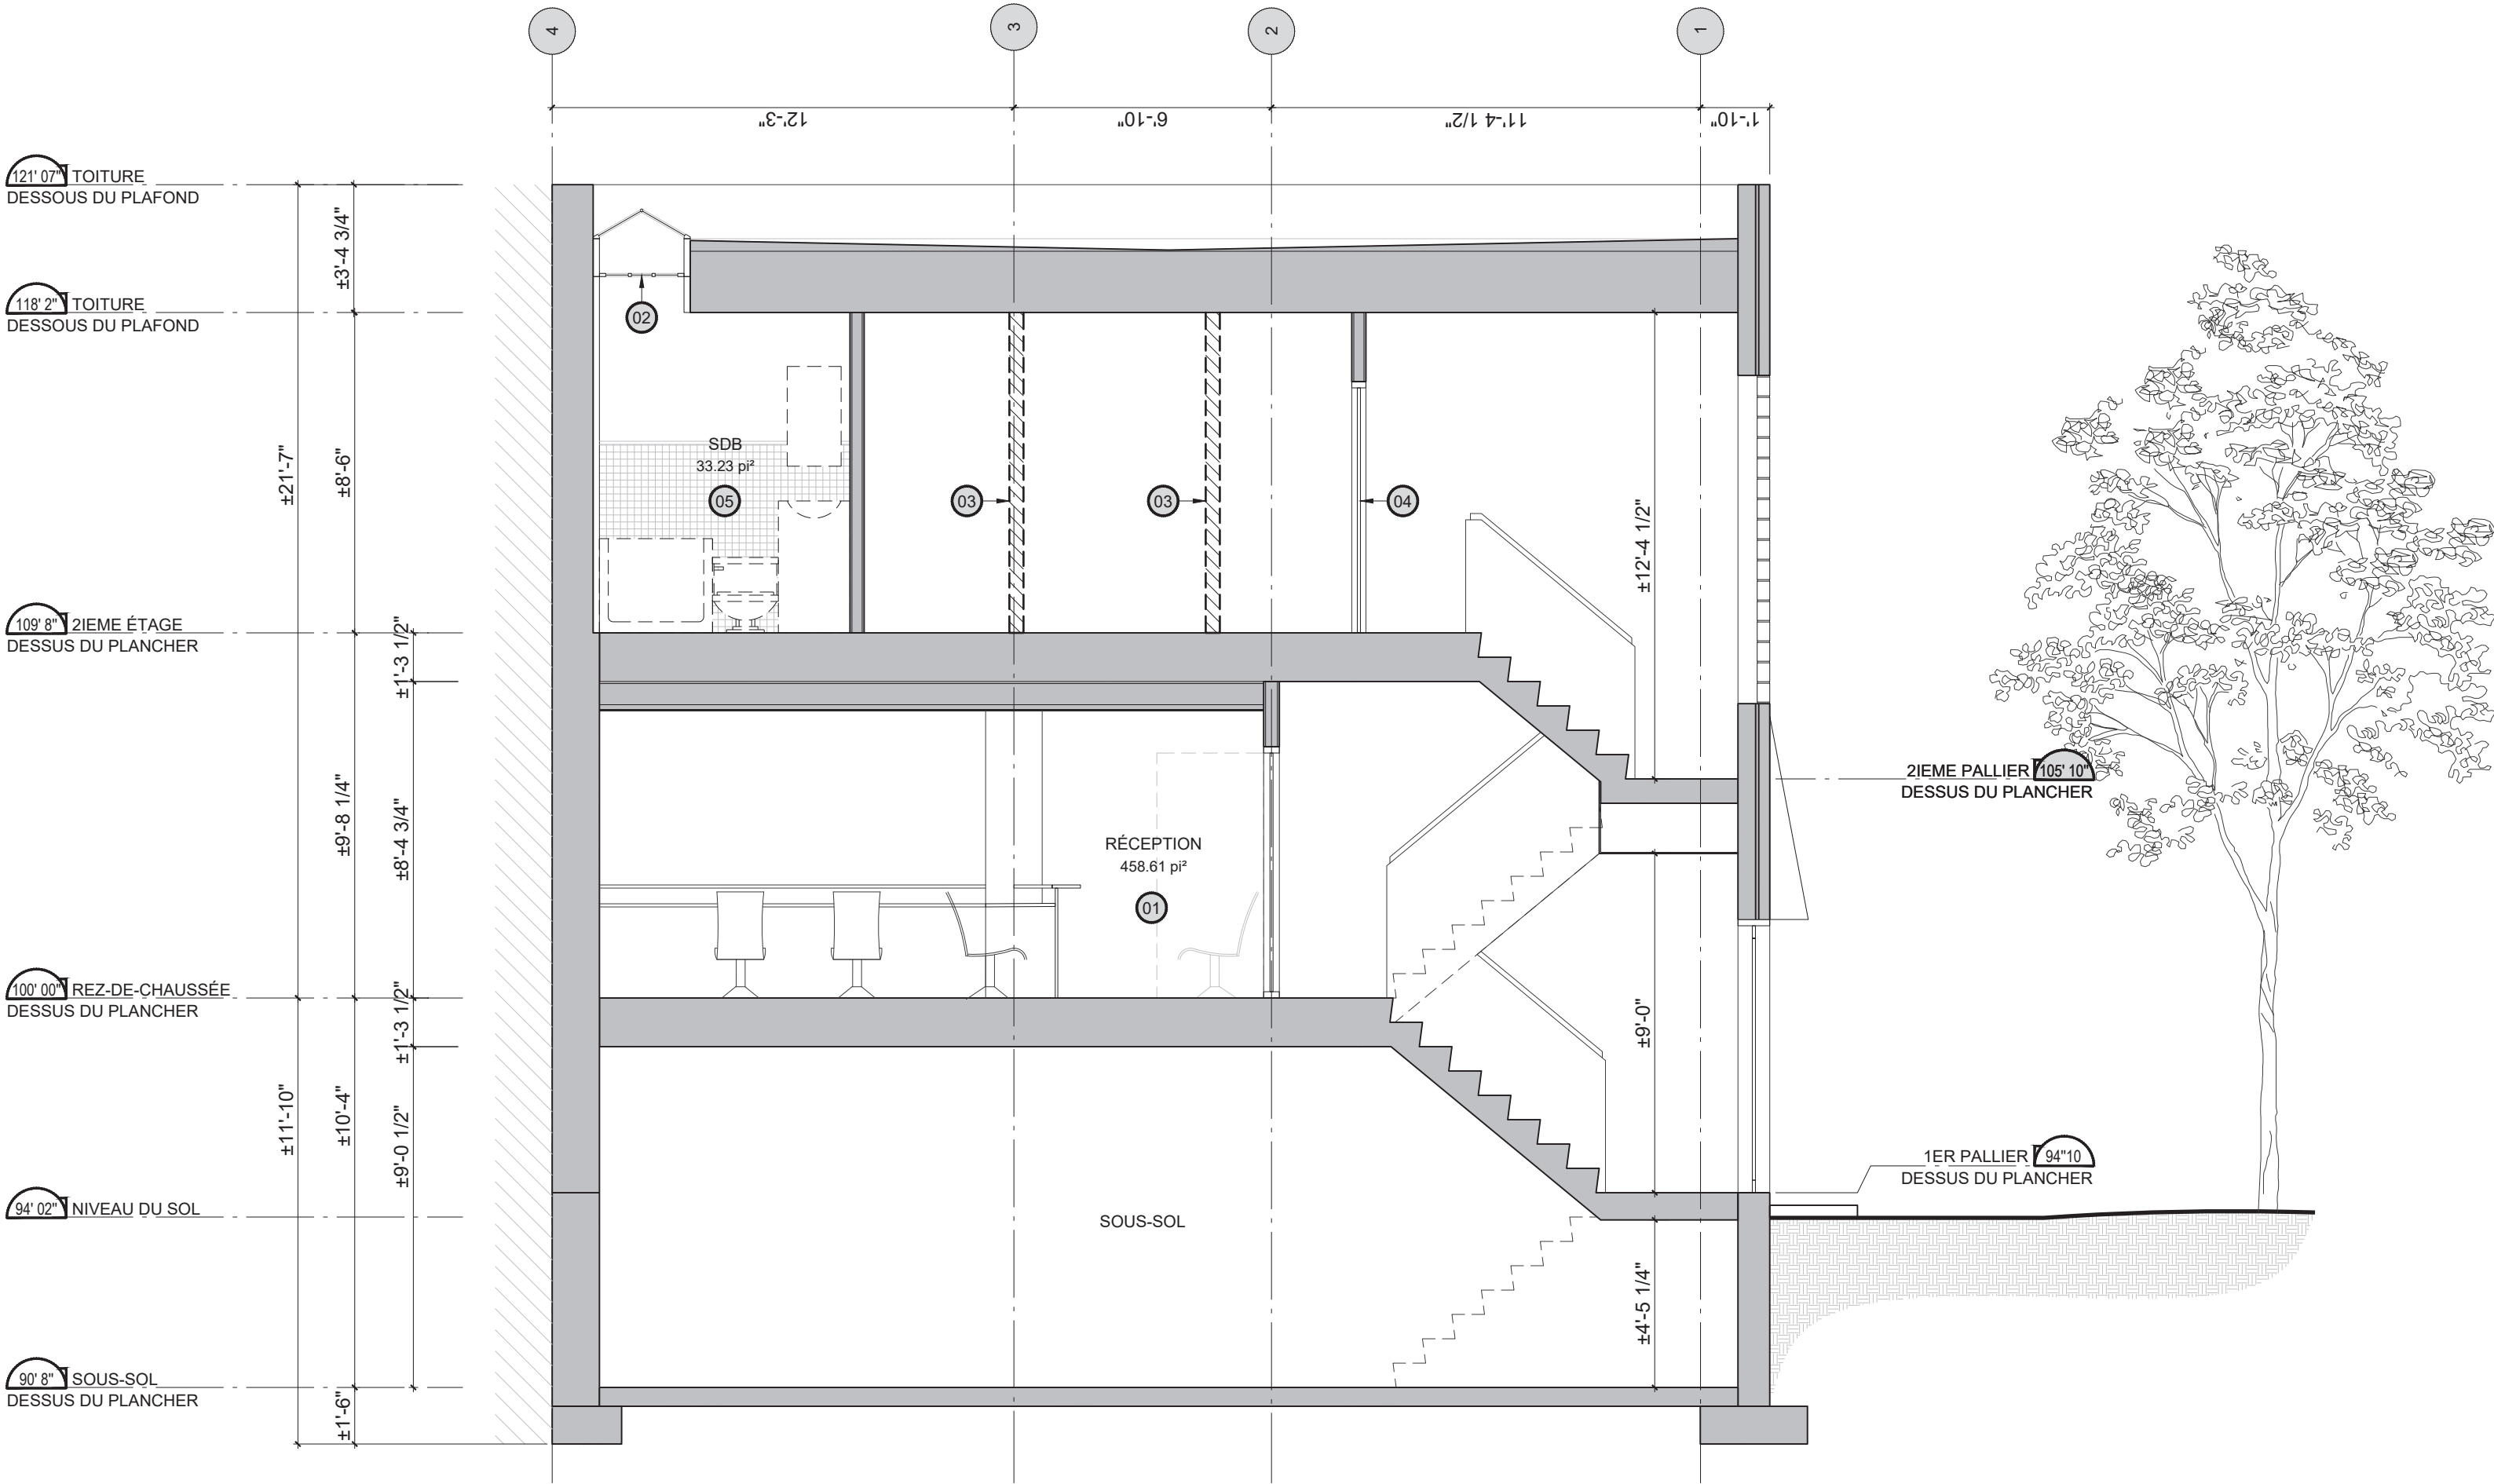 4
3
2
1
12'-3"
6'-10"
11'-4 1/2"
1'-10"
121' 07" TOITURE
DESSOUS DU PLAFOND
±3'-4 3/4"
118' 2" TOITURE
DESSOUS DU PLAFOND
02
±21'-7"
±8'-6"
SDB
33.23 pi²
05
03
03
04
±12'-4 1/2"
109' 8" 2IEME ÉTAGE
DESSUS DU PLANCHER
±1'-3 1/2"
2IEME PALLIER 105' 10"
DESSUS DU PLANCHER
±9'-8 1/4"
±8'-4 3/4"
RÉCEPTION
458.61 pi²
01
100' 00" REZ-DE-CHAUSSÉE
DESSUS DU PLANCHER
±1'-3 1/2"
±9'-0"
±11'-10"
±10'-4"
±9'-0 1/2"
1ER PALLIER 94"10
DESSUS DU PLANCHER
94' 02" NIVEAU DU SOL
SOUS-SOL
±4'-5 1/4"
90' 8" SOUS-SOL
DESSUS DU PLANCHER
±1'-6"